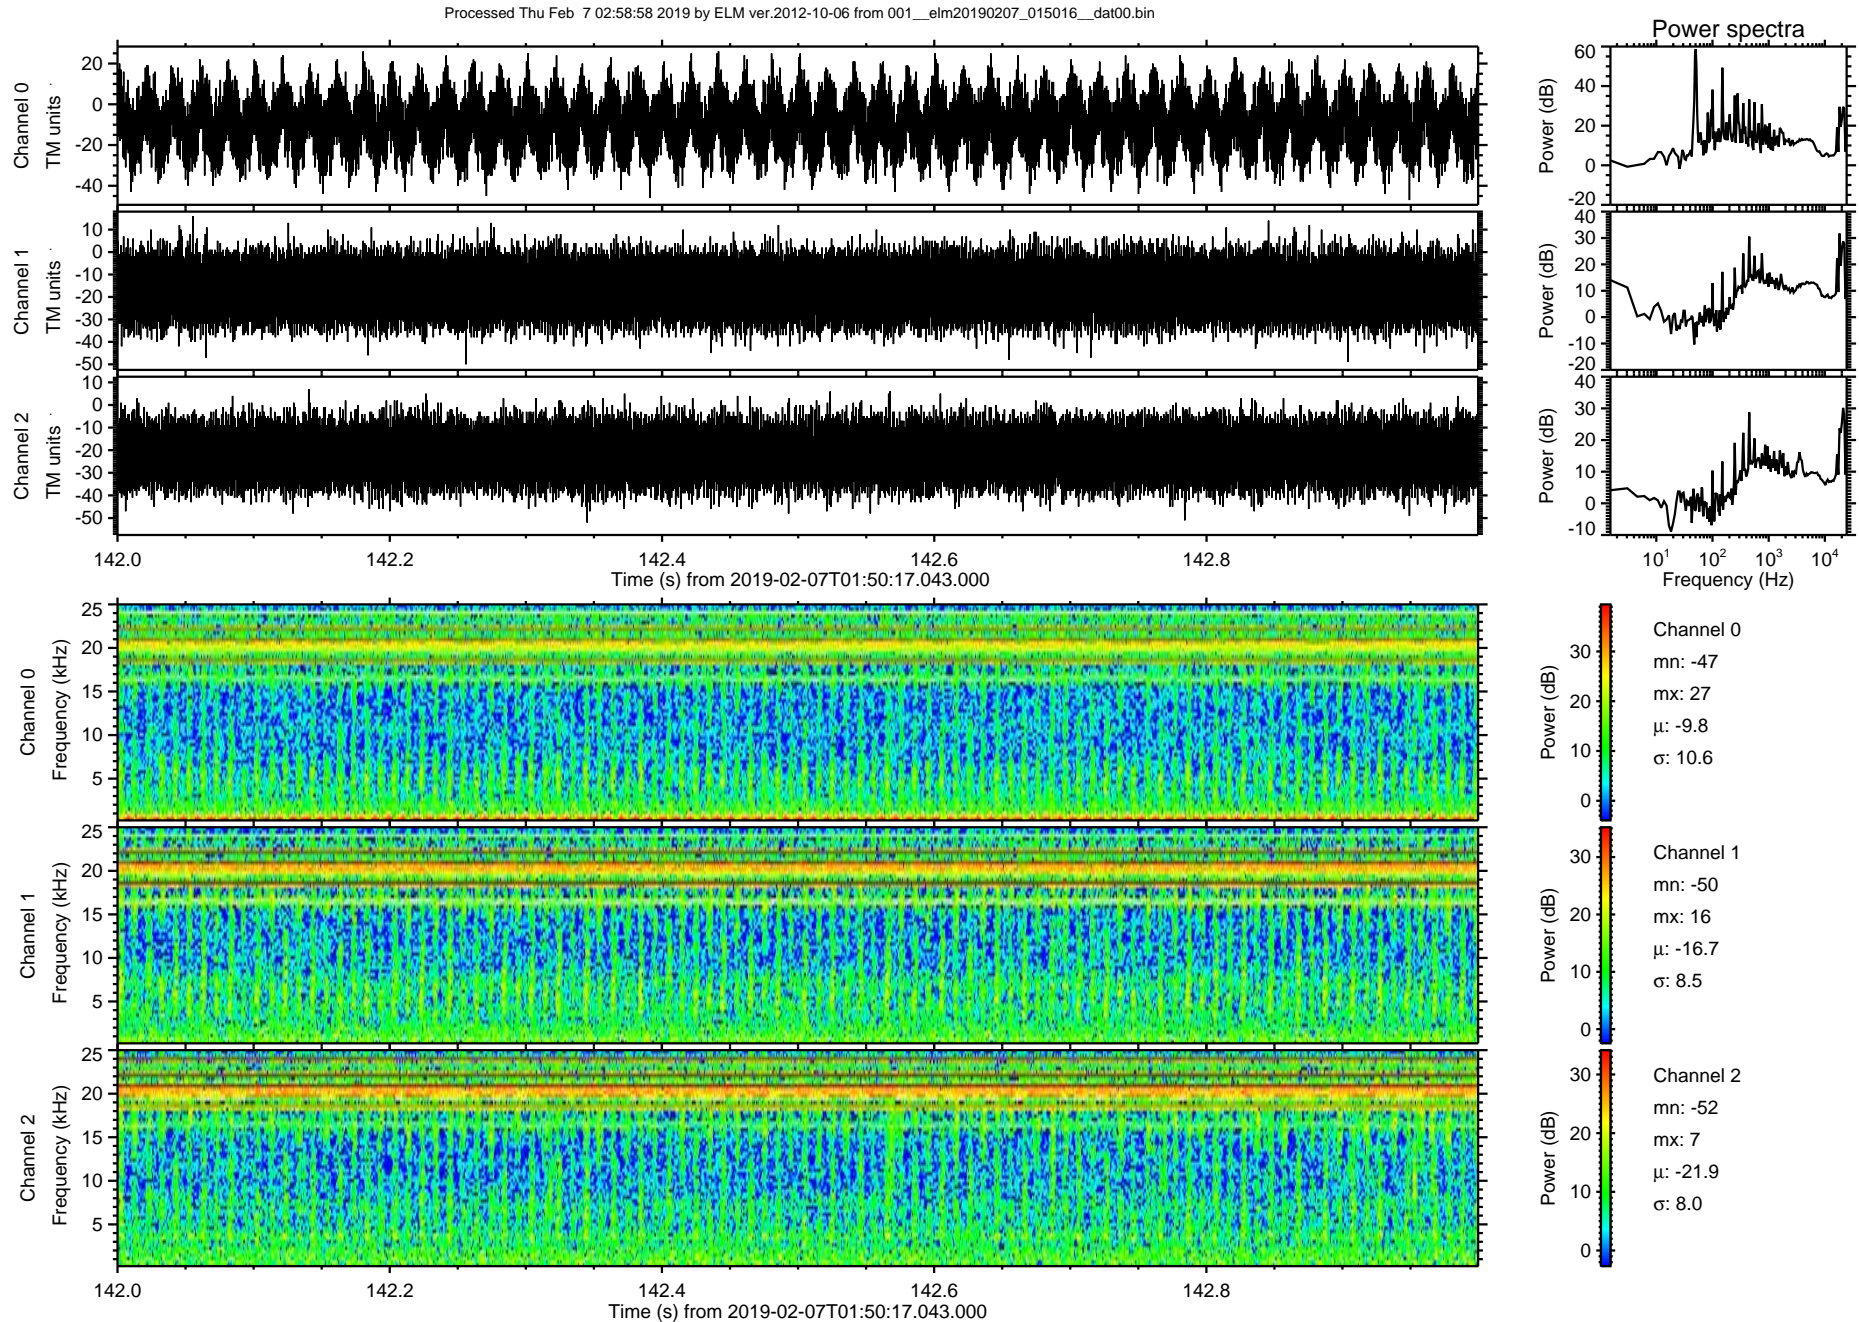 Processed Thu Feb  7 02:58:58 2019 by ELM ver.2012-10-06 from 001__elm20190207_015016__dat00.bin
Power spectra
Channel 0
TM units
20
0
-20
-40
Power (dB)
60
40
20
0
-20
Channel 1
TM units
10
0
-10
-20
-30
-40
-50
Power (dB)
40
30
20
10
0
-10
-20
Channel 2
TM units
10
0
-10
-20
-30
-40
-50
Power (dB)
40
30
20
10
0
-10
142.0 142.2 142.4 142.6 142.8
Time (s) from 2019-02-07T01:50:17.043.000
10¹ 10² 10³ 10⁴
Frequency (Hz)
Channel 0
Frequency (kHz)
25
20
15
10
5
Power (dB)
30
20
10
0
Channel 0
mn: -47
mx: 27
μ: -9.8
σ: 10.6
Channel 1
Frequency (kHz)
25
20
15
10
5
Power (dB)
30
20
10
0
Channel 1
mn: -50
mx: 16
μ: -16.7
σ: 8.5
Channel 2
Frequency (kHz)
25
20
15
10
5
Power (dB)
30
20
10
0
Channel 2
mn: -52
mx: 7
μ: -21.9
σ: 8.0
142.0 142.2 142.4 142.6 142.8
Time (s) from 2019-02-07T01:50:17.043.000